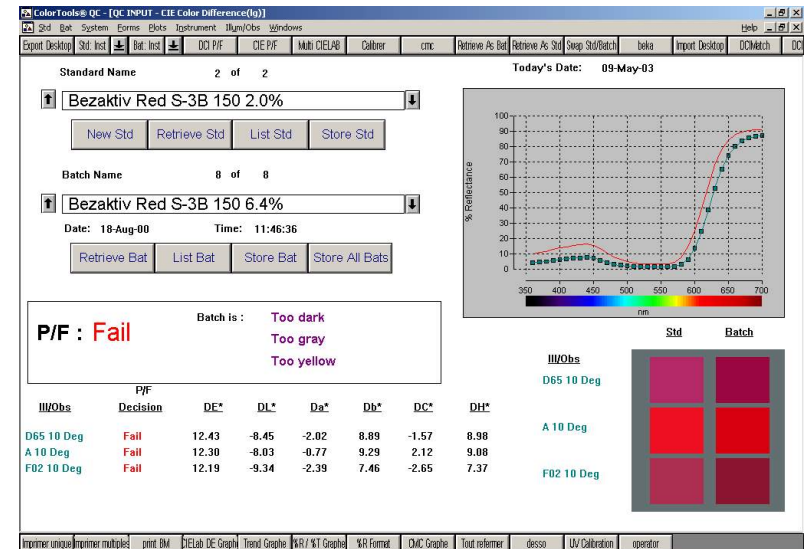 ColorTools® QC - [QC INPUT - CIE Color Difference(lq)]
Std Bat System Forms Plots Instrument Illum/Obs Windows Help
Export Desktop Std: Inst Bat: Inst DCI P/F CIE P/F Multi CIELAB Calibrer cmc Retrieve As Bat Retrieve As Std Swap Std/Batch beka Import Desktop DCIMatch DCI
Standard Name 2 of 2
Today's Date: 09-May-03
Bezaktiv Red S-3B 150 2.0%
New Std Retrieve Std List Std Store Std
Batch Name 8 of 8
Bezaktiv Red S-3B 150 6.4%
Date: 18-Aug-00 Time: 11:46:36
Retrieve Bat List Bat Store Bat Store All Bats
% Reflectance
100
90
80
70
60
50
40
30
20
10
0
350 400 450 500 550 600 650 700
nm
P/F : Fail
Batch is : Too dark
Too gray
Too yellow
Std Batch
Ill/Obs
D65 10 Deg
A 10 Deg
F02 10 Deg
P/F
Ill/Obs Decision DE* DL* Da* Db* DC* DH*
D65 10 Deg Fail 12.43 -8.45 -2.02 8.89 -1.57 8.98
A 10 Deg Fail 12.30 -8.03 -0.77 9.29 2.12 9.08
F02 10 Deg Fail 12.19 -9.34 -2.39 7.46 -2.65 7.37
Imprimer unique Imprimer multiples print BM CIELab DE Graph Trend Graphe %R / %T Graphe %R Format CMC Graphe Tout refermer desso UV Calibration operator